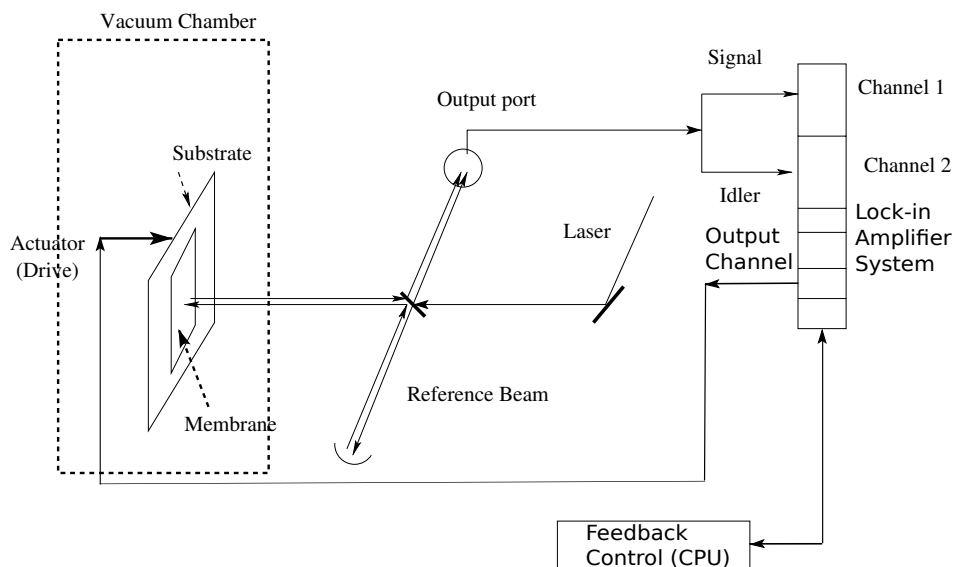 Vacuum Chamber
Signal
Channel 1
Output port
Substrate
Channel 2
Idler
Lock-in
Amplifier
System
Laser
Output
Channel
Actuator
(Drive)
Reference Beam
Membrane
Feedback
Control (CPU)